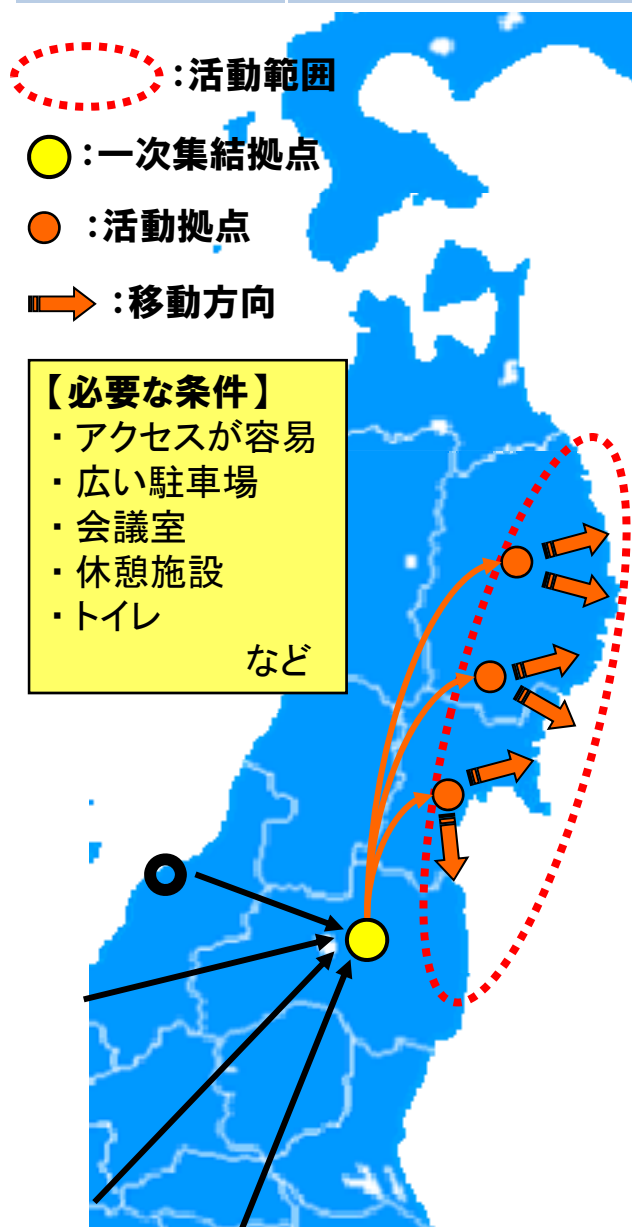 :活動範囲
:一次集結拠点
:活動拠点
:移動方向
【必要な条件】
・アクセスが容易
・広い駐車場
・会議室
・休憩施設
・トイレ
など